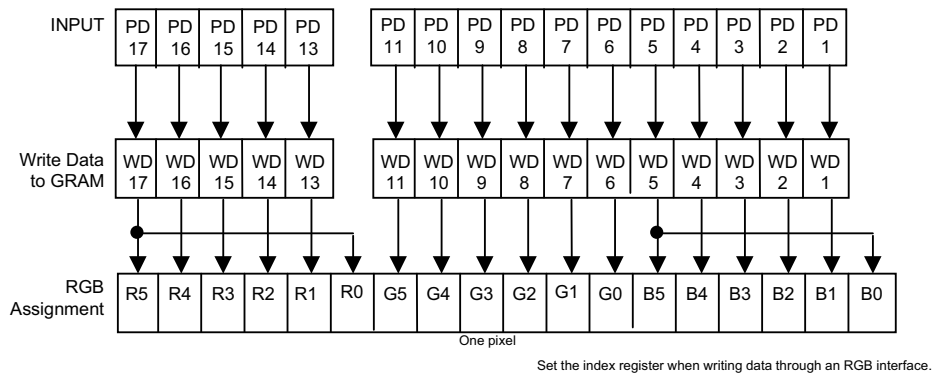 INPUT PD 17 PD 16 PD 15 PD 14 PD 13 PD 11 PD 10 PD 9 PD 8 PD 7 PD 6 PD 5 PD 4 PD 3 PD 2 PD 1
Write Data to GRAM WD 17 WD 16 WD 15 WD 14 WD 13 WD 11 WD 10 WD 9 WD 8 WD 7 WD 6 WD 5 WD 4 WD 3 WD 2 WD 1
RGB Assignment R5 R4 R3 R2 R1 R0 G5 G4 G3 G2 G1 G0 B5 B4 B3 B2 B1 B0
One pixel
Set the index register when writing data through an RGB interface.